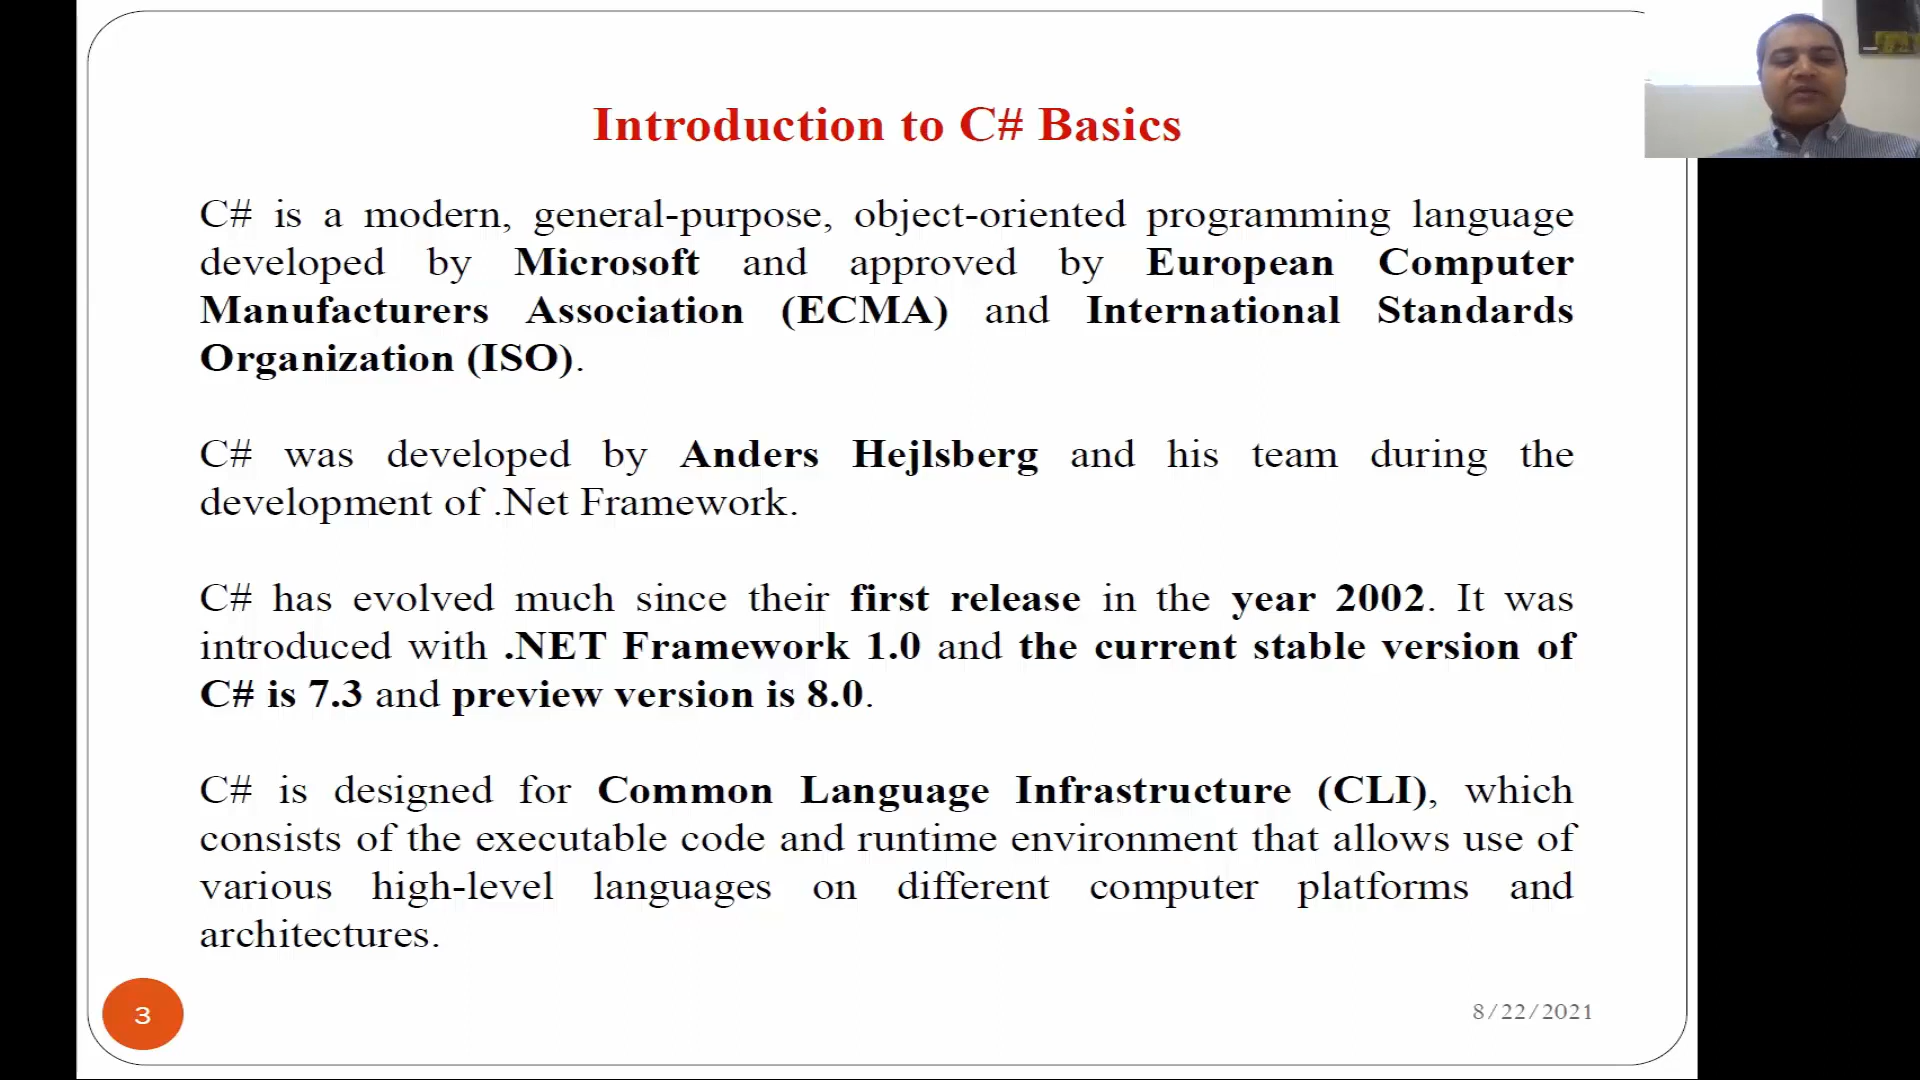 Introduction to C# Basics
C# is a modern, general-purpose, object-oriented programming language
developed by Microsoft and approved by European Computer
Manufacturers Association (ECMA) and International Standards
Organization (ISO).
C# was developed by Anders Hejlsberg and his team during the
development of .Net Framework.
C# has evolved much since their first release in the year 2002. It was
introduced with .NET Framework 1.0 and the current stable version of
C# is 7.3 and preview version is 8.0.
C# is designed for Common Language Infrastructure (CLI), which
consists of the executable code and runtime environment that allows use of
various high-level languages on different computer platforms and
architectures.
3
8/22/2021